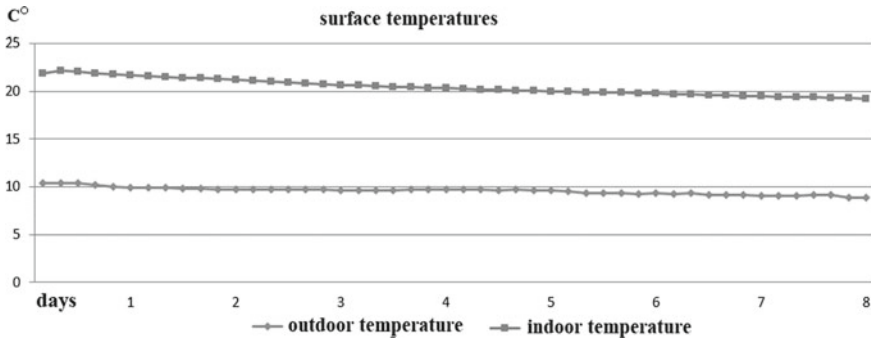 C°
surface temperatures
25
20
15
10
5
0
days 1 2 3 4 5 6 7 8
outdoor temperature indoor temperature